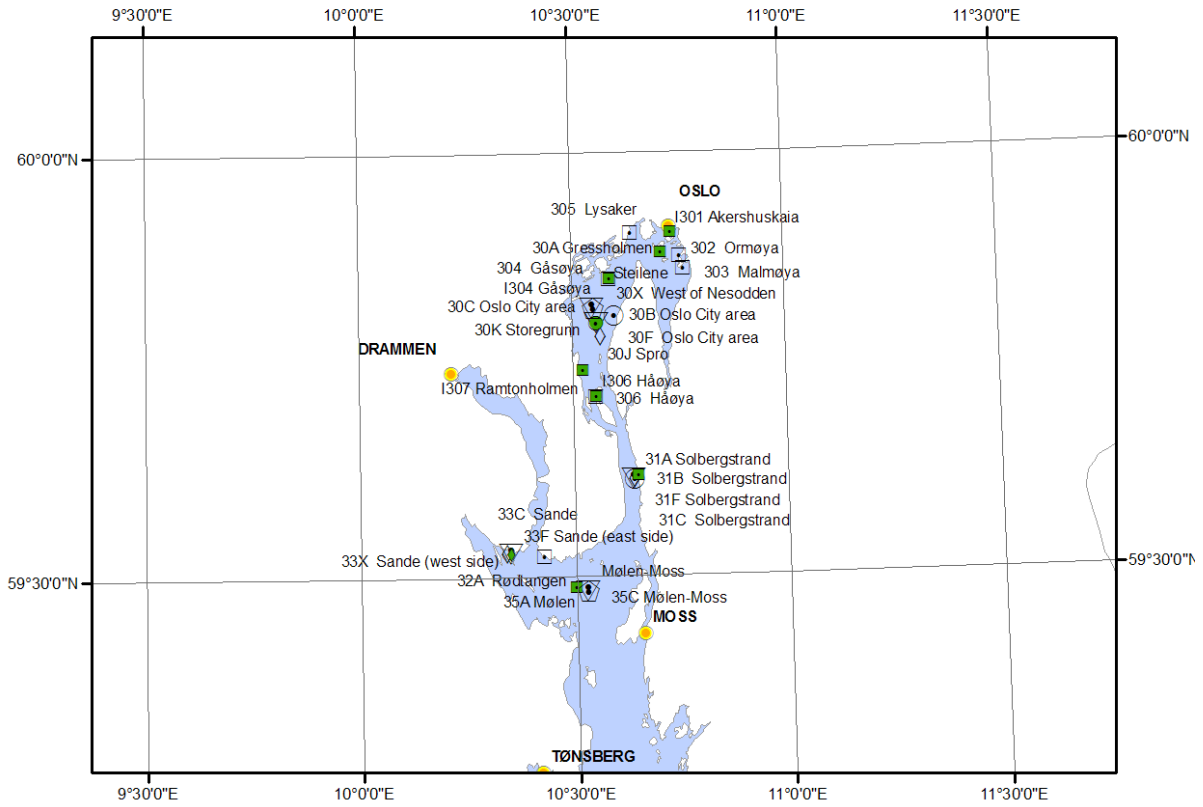 9°30'0"E
10°0'0"E
10°30'0"E
11°0'0"E
11°30'0"E
60°0'0"N
60°0'0"N
OSLO
305  Lysaker
I301 Akershuskaia
30A Gressholmen
302  Ormøya
304  Gåsøya
Steilene
303  Malmøya
I304 Gåsøya
30X  West of Nesodden
30C Oslo City area
30B Oslo City area
30K Storegrunn
30F  Oslo City area
DRAMMEN
30J Spro
I307 Ramtonholmen
I306 Håøya
306  Håøya
31A Solbergstrand
31B  Solbergstrand
31F Solbergstrand
33C  Sande
31C  Solbergstrand
33F Sande (east side)
33X  Sande (west side)
59°30'0"N
59°30'0"N
32A  Rødtangen
Mølen-Moss
35A Mølen
35C Mølen-Moss
MOSS
TØNSBERG
9°30'0"E
10°0'0"E
10°30'0"E
11°0'0"E
11°30'0"E